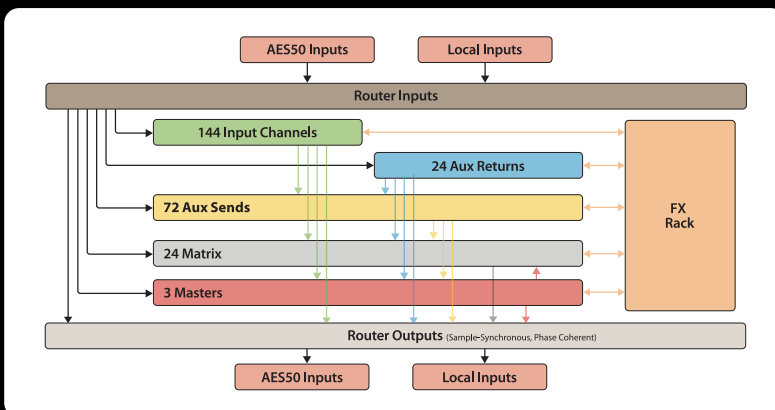 AES50 Inputs
Local Inputs
Router Inputs
144 Input Channels
24 Aux Returns
72 Aux Sends
FX
Rack
24 Matrix
3 Masters
Router Outputs (Sample-Synchronous, Phase Coherent)
AES50 Inputs
Local Inputs